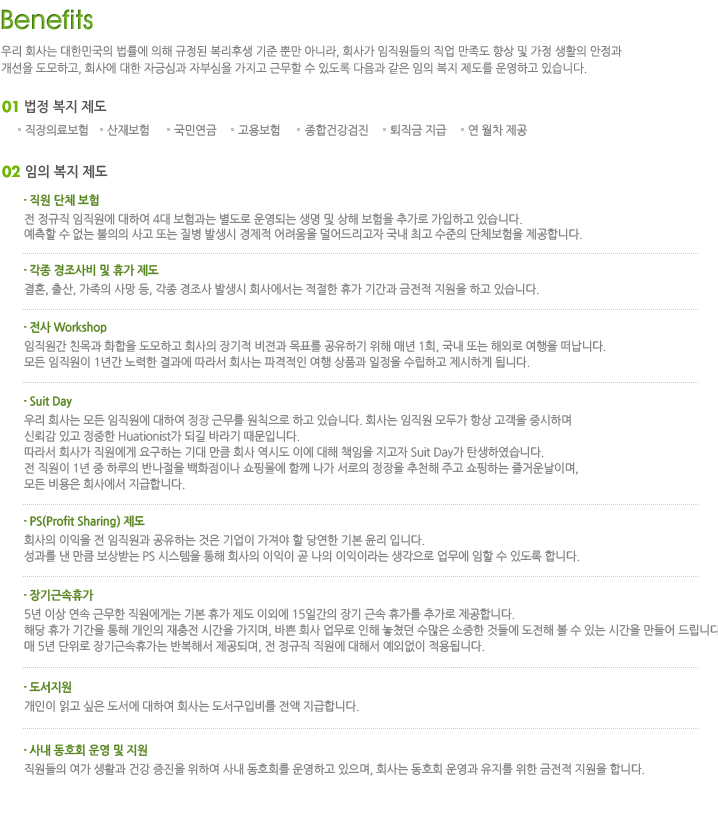 Benefits
우리 회사는 대한민국의 법률에 의해 규정된 복리후생 기준 뿐만 아니라, 회사가 임직원들의 직업 만족도 향상 및 가정 생활의 안정과
개선을 도모하고, 회사에 대한 자긍심과 자부심을 가지고 근무할 수 있도록 다음과 같은 임의 복지 제도를 운영하고 있습니다.
01 법정 복지 제도
직장의료보험 산재보험 국민연금 고용보험 종합건강검진 퇴직금 지급 연 월차 제공
02 임의 복지 제도
· 직원 단체 보험
전 정규직 임직원에 대하여 4대 보험과는 별도로 운영되는 생명 및 상해 보험을 추가로 가입하고 있습니다.
예측할 수 없는 불의의 사고 또는 질병 발생시 경제적 어려움을 덜어드리고자 국내 최고 수준의 단체보험을 제공합니다.
· 각종 경조사비 및 휴가 제도
결혼, 출산, 가족의 사망 등, 각종 경조사 발생시 회사에서는 적절한 휴가 기간과 금전적 지원을 하고 있습니다.
· 전사 Workshop
임직원간 친목과 화합을 도모하고 회사의 장기적 비젼과 목표를 공유하기 위해 매년 1회, 국내 또는 해외로 여행을 떠납니다.
모든 임직원이 1년간 노력한 결과에 따라서 회사는 파격적인 여행 상품과 일정을 수립하고 제시하게 됩니다.
· Suit Day
우리 회사는 모든 임직원에 대하여 정장 근무를 원칙으로 하고 있습니다. 회사는 임직원 모두가 항상 고객을 중시하며
신뢰감 있고 정중한 Huationist가 되길 바라기 때문입니다.
따라서 회사가 직원에게 요구하는 기대 만큼 회사 역시도 이에 대해 책임을 지고자 Suit Day가 탄생하였습니다.
전 직원이 1년 중 하루의 반나절을 백화점이나 쇼핑몰에 함께 나가 서로의 정장을 추천해 주고 쇼핑하는 즐거운날이며,
모든 비용은 회사에서 지급합니다.
· PS(Profit Sharing) 제도
회사의 이익을 전 임직원과 공유하는 것은 기업이 가져야 할 당연한 기본 윤리 입니다.
성과를 낸 만큼 보상받는 PS 시스템을 통해 회사의 이익이 곧 나의 이익이라는 생각으로 업무에 임할 수 있도록 합니다.
· 장기근속휴가
5년 이상 연속 근무한 직원에게는 기본 휴가 제도 이외에 15일간의 장기 근속 휴가를 추가로 제공합니다.
해당 휴가 기간을 통해 개인의 재충전 시간을 가지며, 바쁜 회사 업무로 인해 놓쳤던 수많은 소중한 것들에 도전해 볼 수 있는 시간을 만들어 드립니다
매 5년 단위로 장기근속휴가는 반복해서 제공되며, 전 정규직 직원에 대해서 예외없이 적용됩니다.
· 도서지원
개인이 읽고 싶은 도서에 대하여 회사는 도서구입비를 전액 지급합니다.
· 사내 동호회 운영 및 지원
직원들의 여가 생활과 건강 증진을 위하여 사내 동호회를 운영하고 있으며, 회사는 동호회 운영과 유지를 위한 금전적 지원을 합니다.